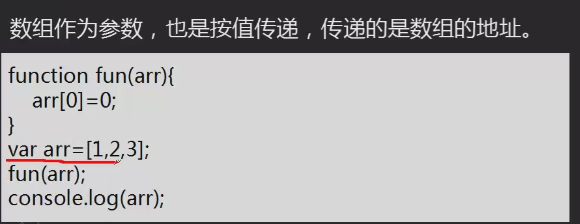 数组作为参数，也是按值传递，传递的是数组的地址。
function fun(arr){
arr[0]=0;
}
var arr=[1,2,3];
fun(arr);
console.log(arr);